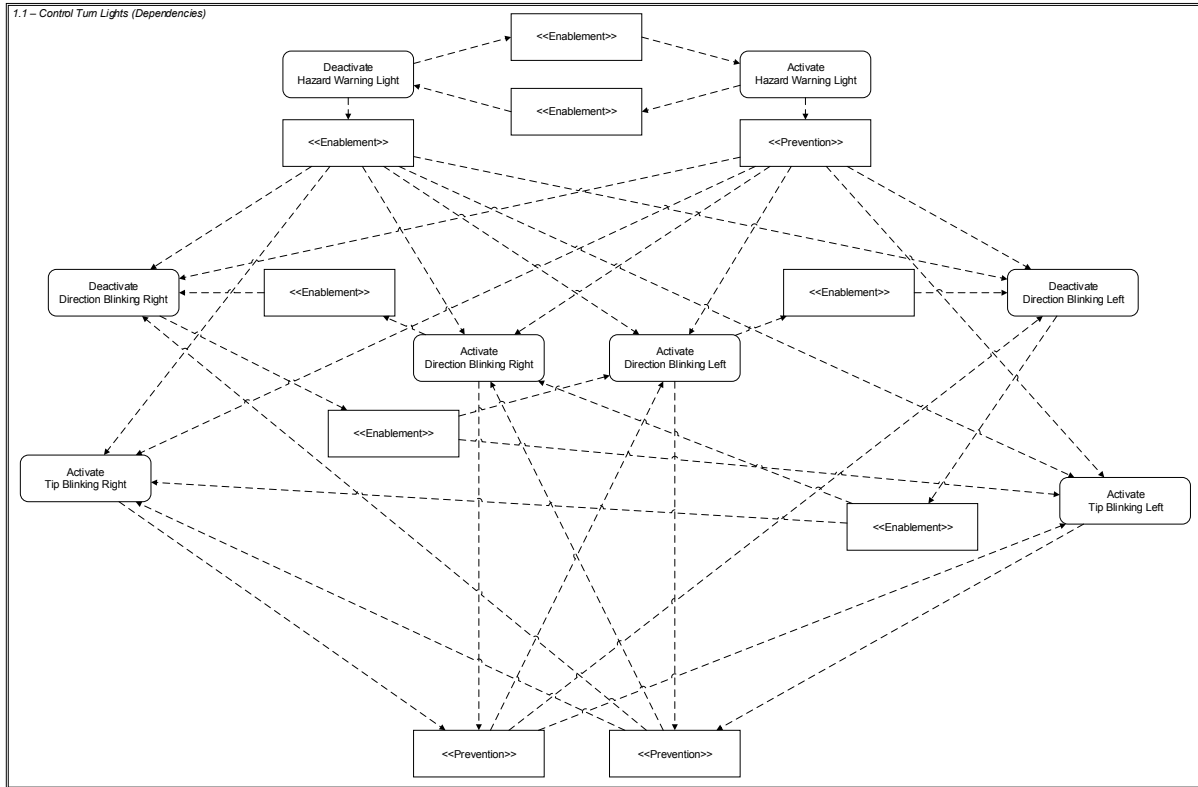 1.1 – Control Turn Lights (Dependencies)
<<Enablement>>
Deactivate
Hazard Warning Light
Activate
Hazard Warning Light
<<Enablement>>
<<Enablement>>
<<Prevention>>
Deactivate
Direction Blinking Right
<<Enablement>>
<<Enablement>>
Deactivate
Direction Blinking Left
Activate
Direction Blinking Right
Activate
Direction Blinking Left
<<Enablement>>
Activate
Tip Blinking Right
Activate
Tip Blinking Left
<<Enablement>>
<<Prevention>>
<<Prevention>>